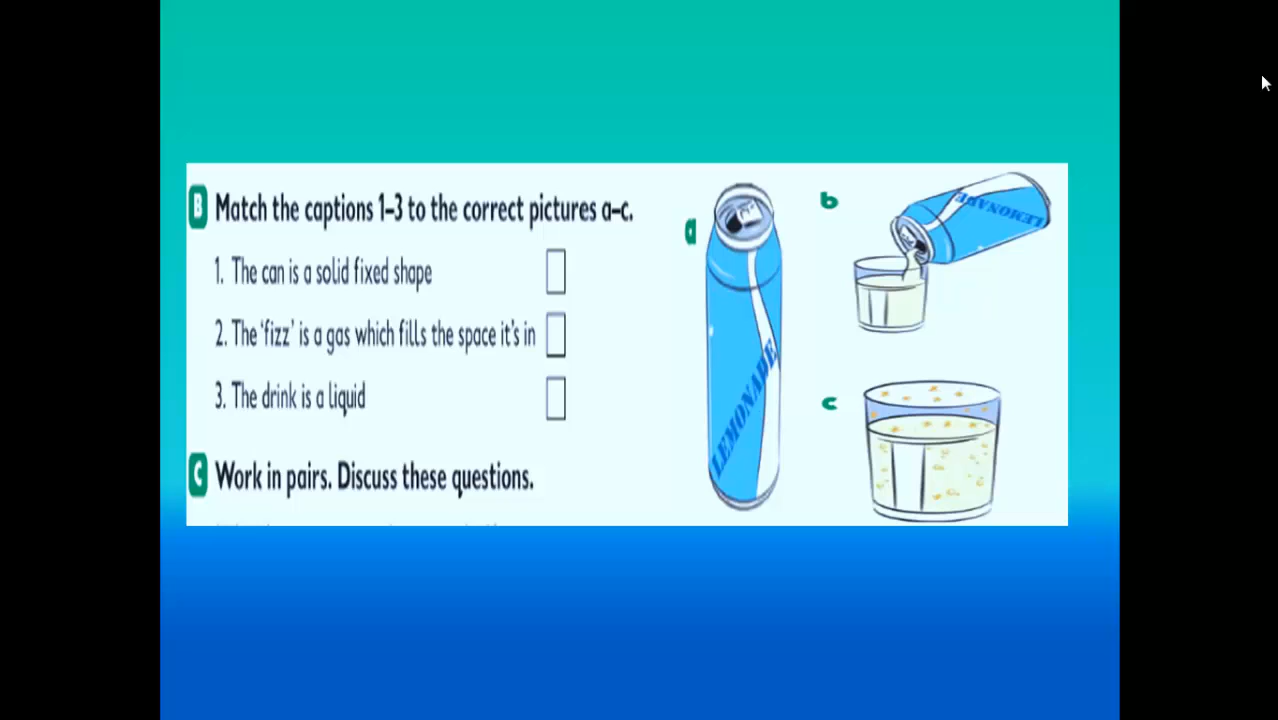 B Match the captions 1–3 to the correct pictures a–c.
1. The can is a solid fixed shape
2. The 'fizz' is a gas which fills the space it's in
3. The drink is a liquid
C Work in pairs. Discuss these questions.
a
LEMONADE
b
LEMONADE
c